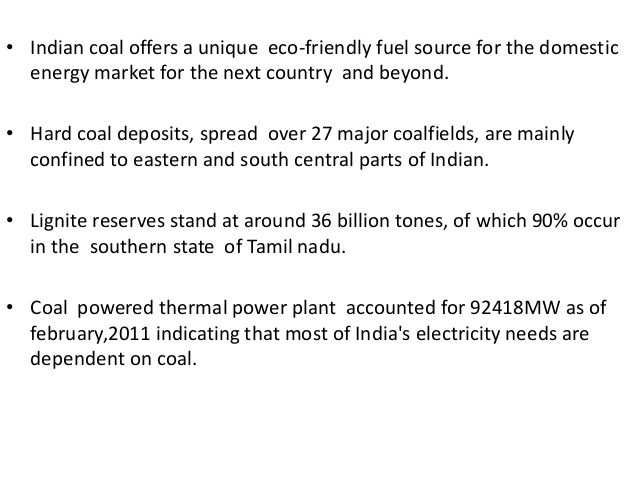 • Indian coal offers a unique  eco-friendly fuel source for the domestic
energy market for the next country  and beyond.
• Hard coal deposits, spread  over 27 major coalfields, are mainly
confined to eastern and south central parts of Indian.
• Lignite reserves stand at around 36 billion tones, of which 90% occur
in the  southern state  of Tamil nadu.
• Coal  powered thermal power plant  accounted for 92418MW as of
february,2011 indicating that most of India's electricity needs are
dependent on coal.